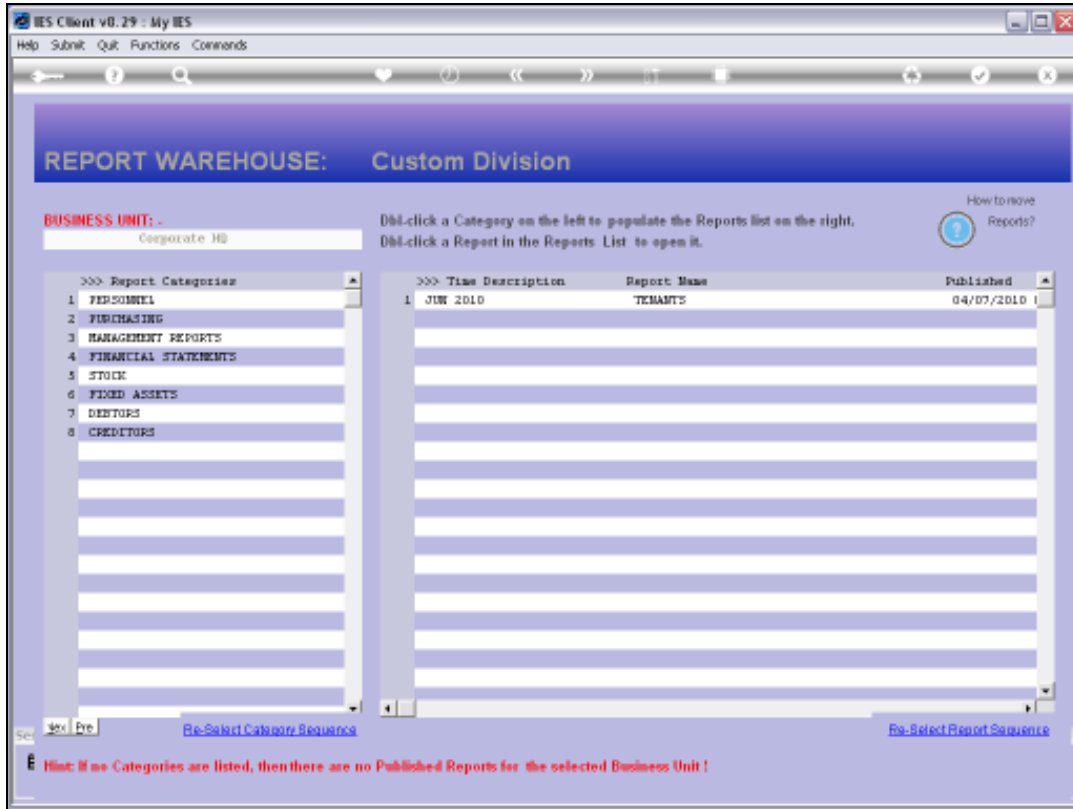 IES Client v8.29 : My IES
Help Submit Quit Functions Commands
REPORT WAREHOUSE: Custom Division
How to move
Reports?
BUSINESS UNIT: -
Corporate HQ
Dbl-click a Category on the left to populate the Reports list on the right.
Dbl-click a Report in the Reports List to open it.
>>> Report Categories
1 PERSONNEL
2 PURCHASING
3 MANAGEMENT REPORTS
4 FINANCIAL STATEMENTS
5 STOCK
6 FIXED ASSETS
7 DEBTORS
8 CREDITORS
>>> Time Description Report Name Published
1 JUN 2010 TENANTS 04/07/2010
Nex Pre
Re-Select Category Sequence
Re-Select Report Sequence
Hint: If no Categories are listed, then there are no Published Reports for the selected Business Unit !